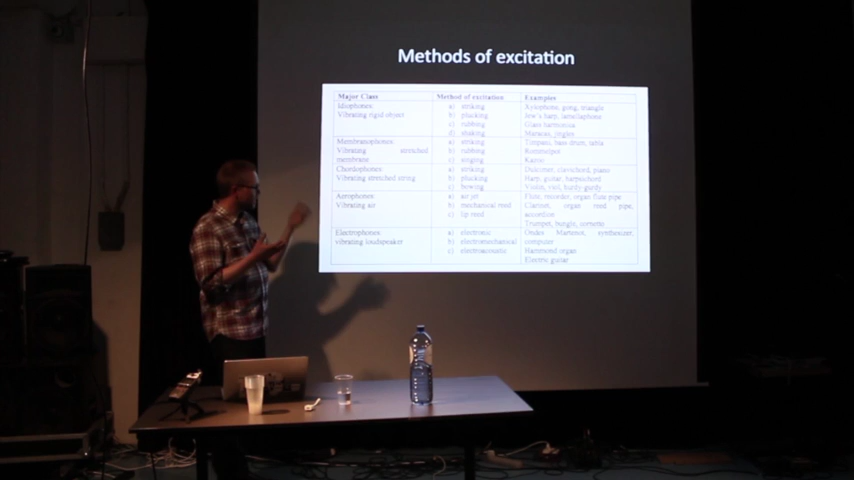 Methods of excitation
Major Class Method of excitation Examples
Idiophones: a) striking Xylophone, gong, triangle
Vibrating rigid object b) plucking Jew's harp, lamellaphone
c) rubbing Glass harmonica
d) shaking Maracas, jingles
Membranophones: a) striking Timpani, bass drum, tabla
Vibrating stretched b) rubbing Rommelpot
membrane c) singing Kazoo
Chordophones: a) striking Dulcimer, clavichord, piano
Vibrating stretched string b) plucking Harp, guitar, harpsichord
c) bowing Violin, viol, hurdy-gurdy
Aerophones: a) air jet Flute, recorder, organ flute pipe
Vibrating air b) mechanical reed Clarinet, organ reed pipe,
c) lip reed accordion
Trumpet, bungle, cornetto
Electrophones: a) electronic Ondes Martenot, synthesizer,
vibrating loudspeaker b) electromechanical computer
c) electroacoustic Hammond organ
Electric guitar